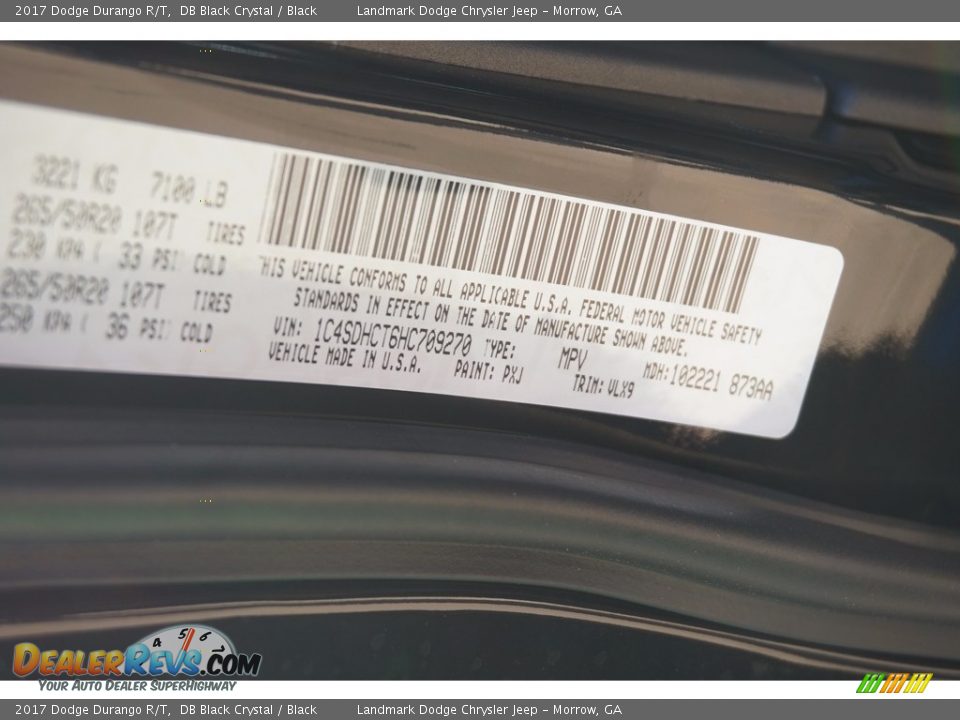 2017 Dodge Durango R/T, DB Black Crystal / Black Landmark Dodge Chrysler Jeep - Morrow, GA
3221 KG 7100 LB
265/50R20 107T TIRES
230 KPA ( 33 PSI) COLD
265/50R20 107T TIRES
250 KPA ( 36 PSI) COLD
THIS VEHICLE CONFORMS TO ALL APPLICABLE U.S.A. FEDERAL MOTOR VEHICLE SAFETY
STANDARDS IN EFFECT ON THE DATE OF MANUFACTURE SHOWN ABOVE.
VIN: 1C4SDHCT6HC709270 TYPE: MPV MDH:102221 873AA
VEHICLE MADE IN U.S.A. PAINT: PXJ TRIM: VLX9
4 5 6
DEALERREVS.COM
YOUR AUTO DEALER SUPERHIGHWAY
2017 Dodge Durango R/T, DB Black Crystal / Black Landmark Dodge Chrysler Jeep - Morrow, GA